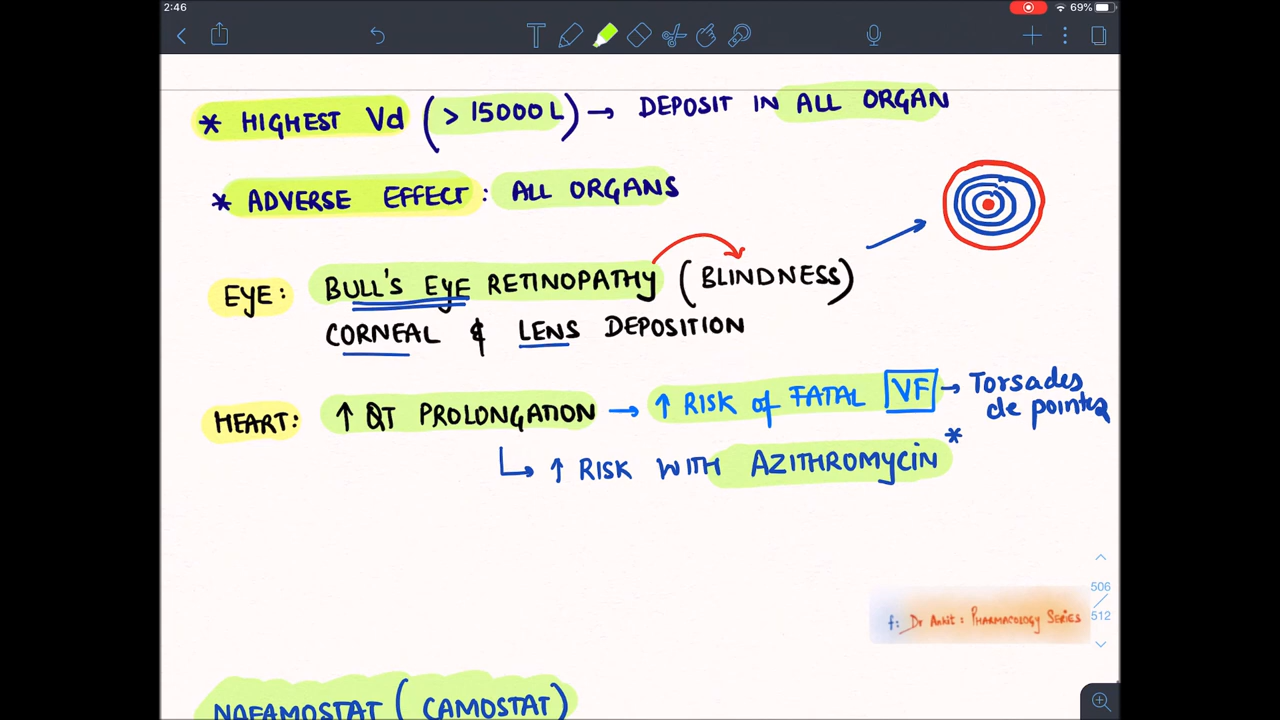 2:46
69%
T
* HIGHEST Vd (> 15000L) → DEPOSIT IN ALL ORGAN
* ADVERSE EFFECT: ALL ORGANS
EYE: BULL'S EYE RETINOPATHY (BLINDNESS)
CORNEAL & LENS DEPOSITION
HEART: ↑ QT PROLONGATION → ↑ RISK of FATAL VF → Torsades
de pointes
↑ RISK WITH AZITHROMYCIN *
506
512
f: Dr Ankit : PHARMACOLOGY SERIES
NAFAMOSTAT (CAMOSTAT)